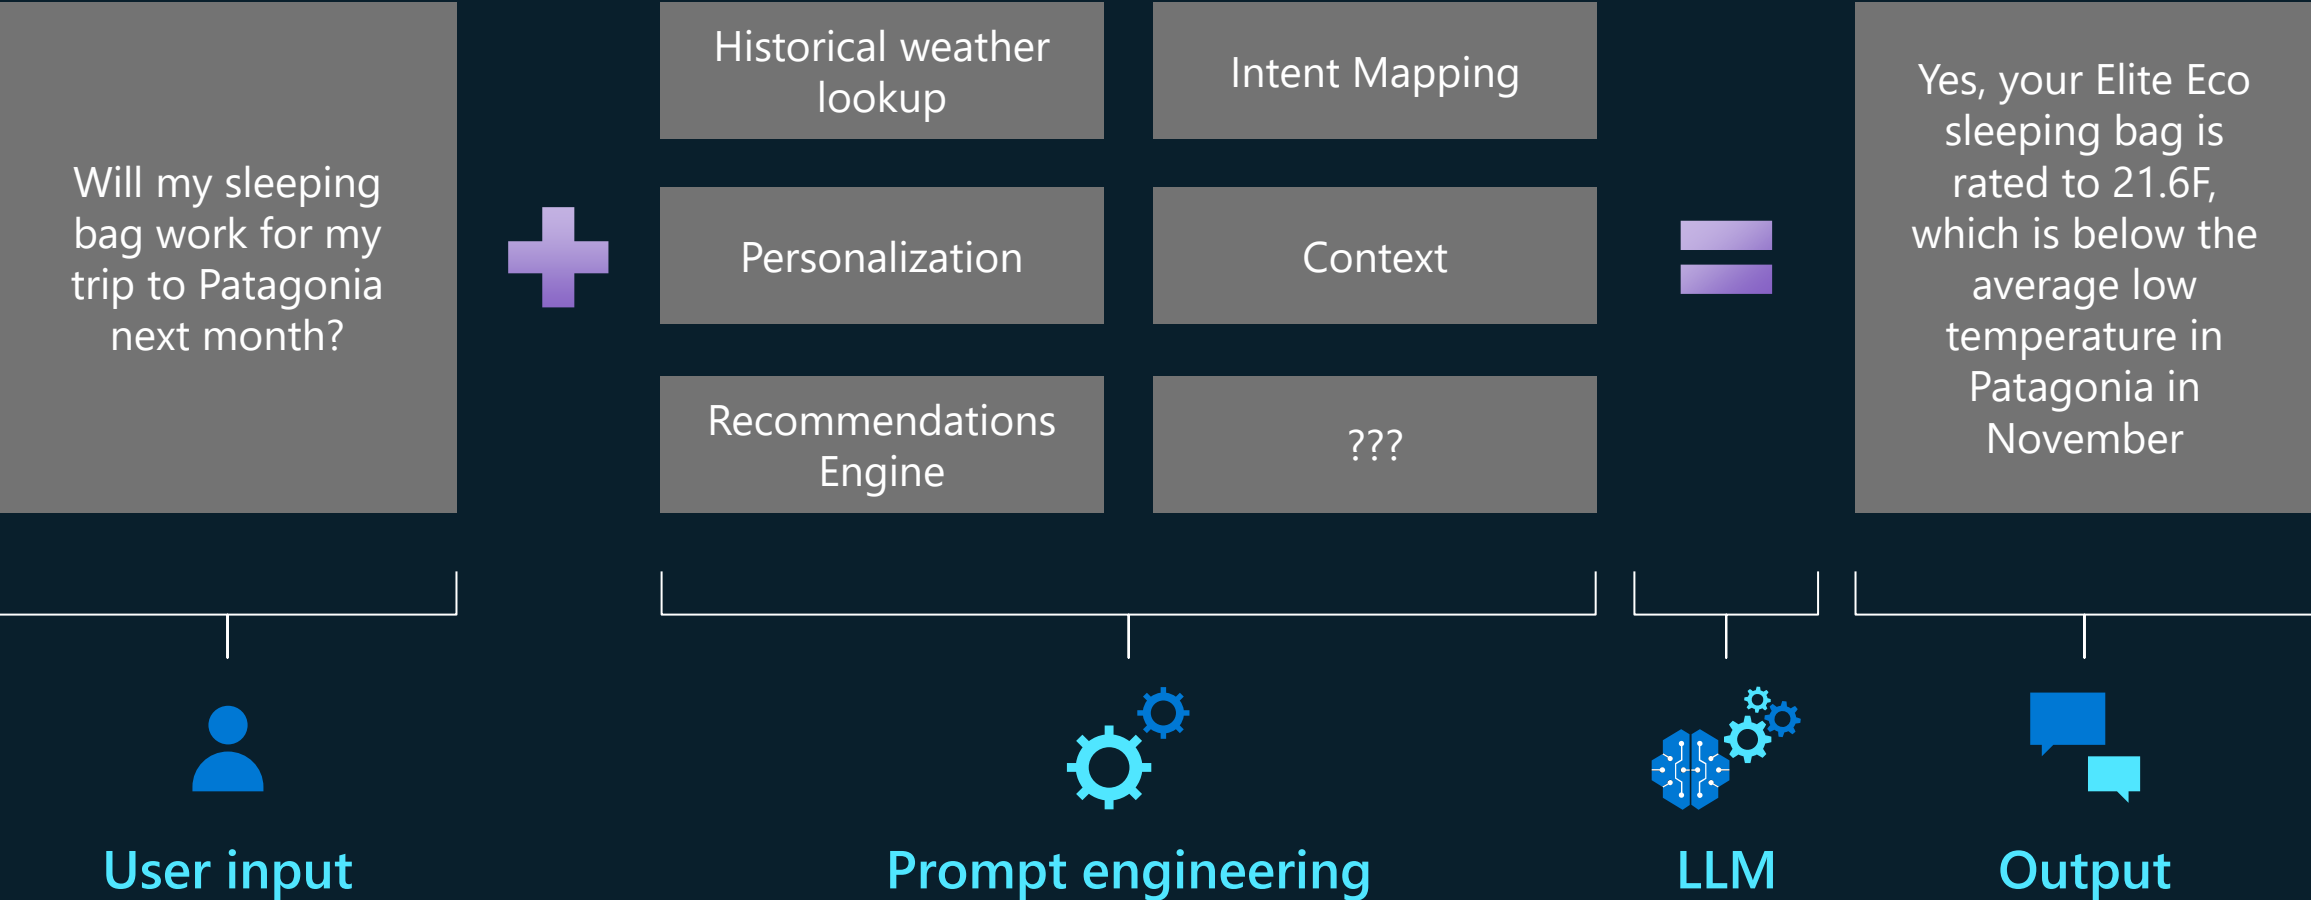 Will my sleeping
bag work for my
trip to Patagonia
next month?
Historical weather
lookup
Intent Mapping
Personalization
Context
Recommendations
Engine
???
Yes, your Elite Eco
sleeping bag is
rated to 21.6F,
which is below the
average low
temperature in
Patagonia in
November
User input
Prompt engineering
LLM
Output